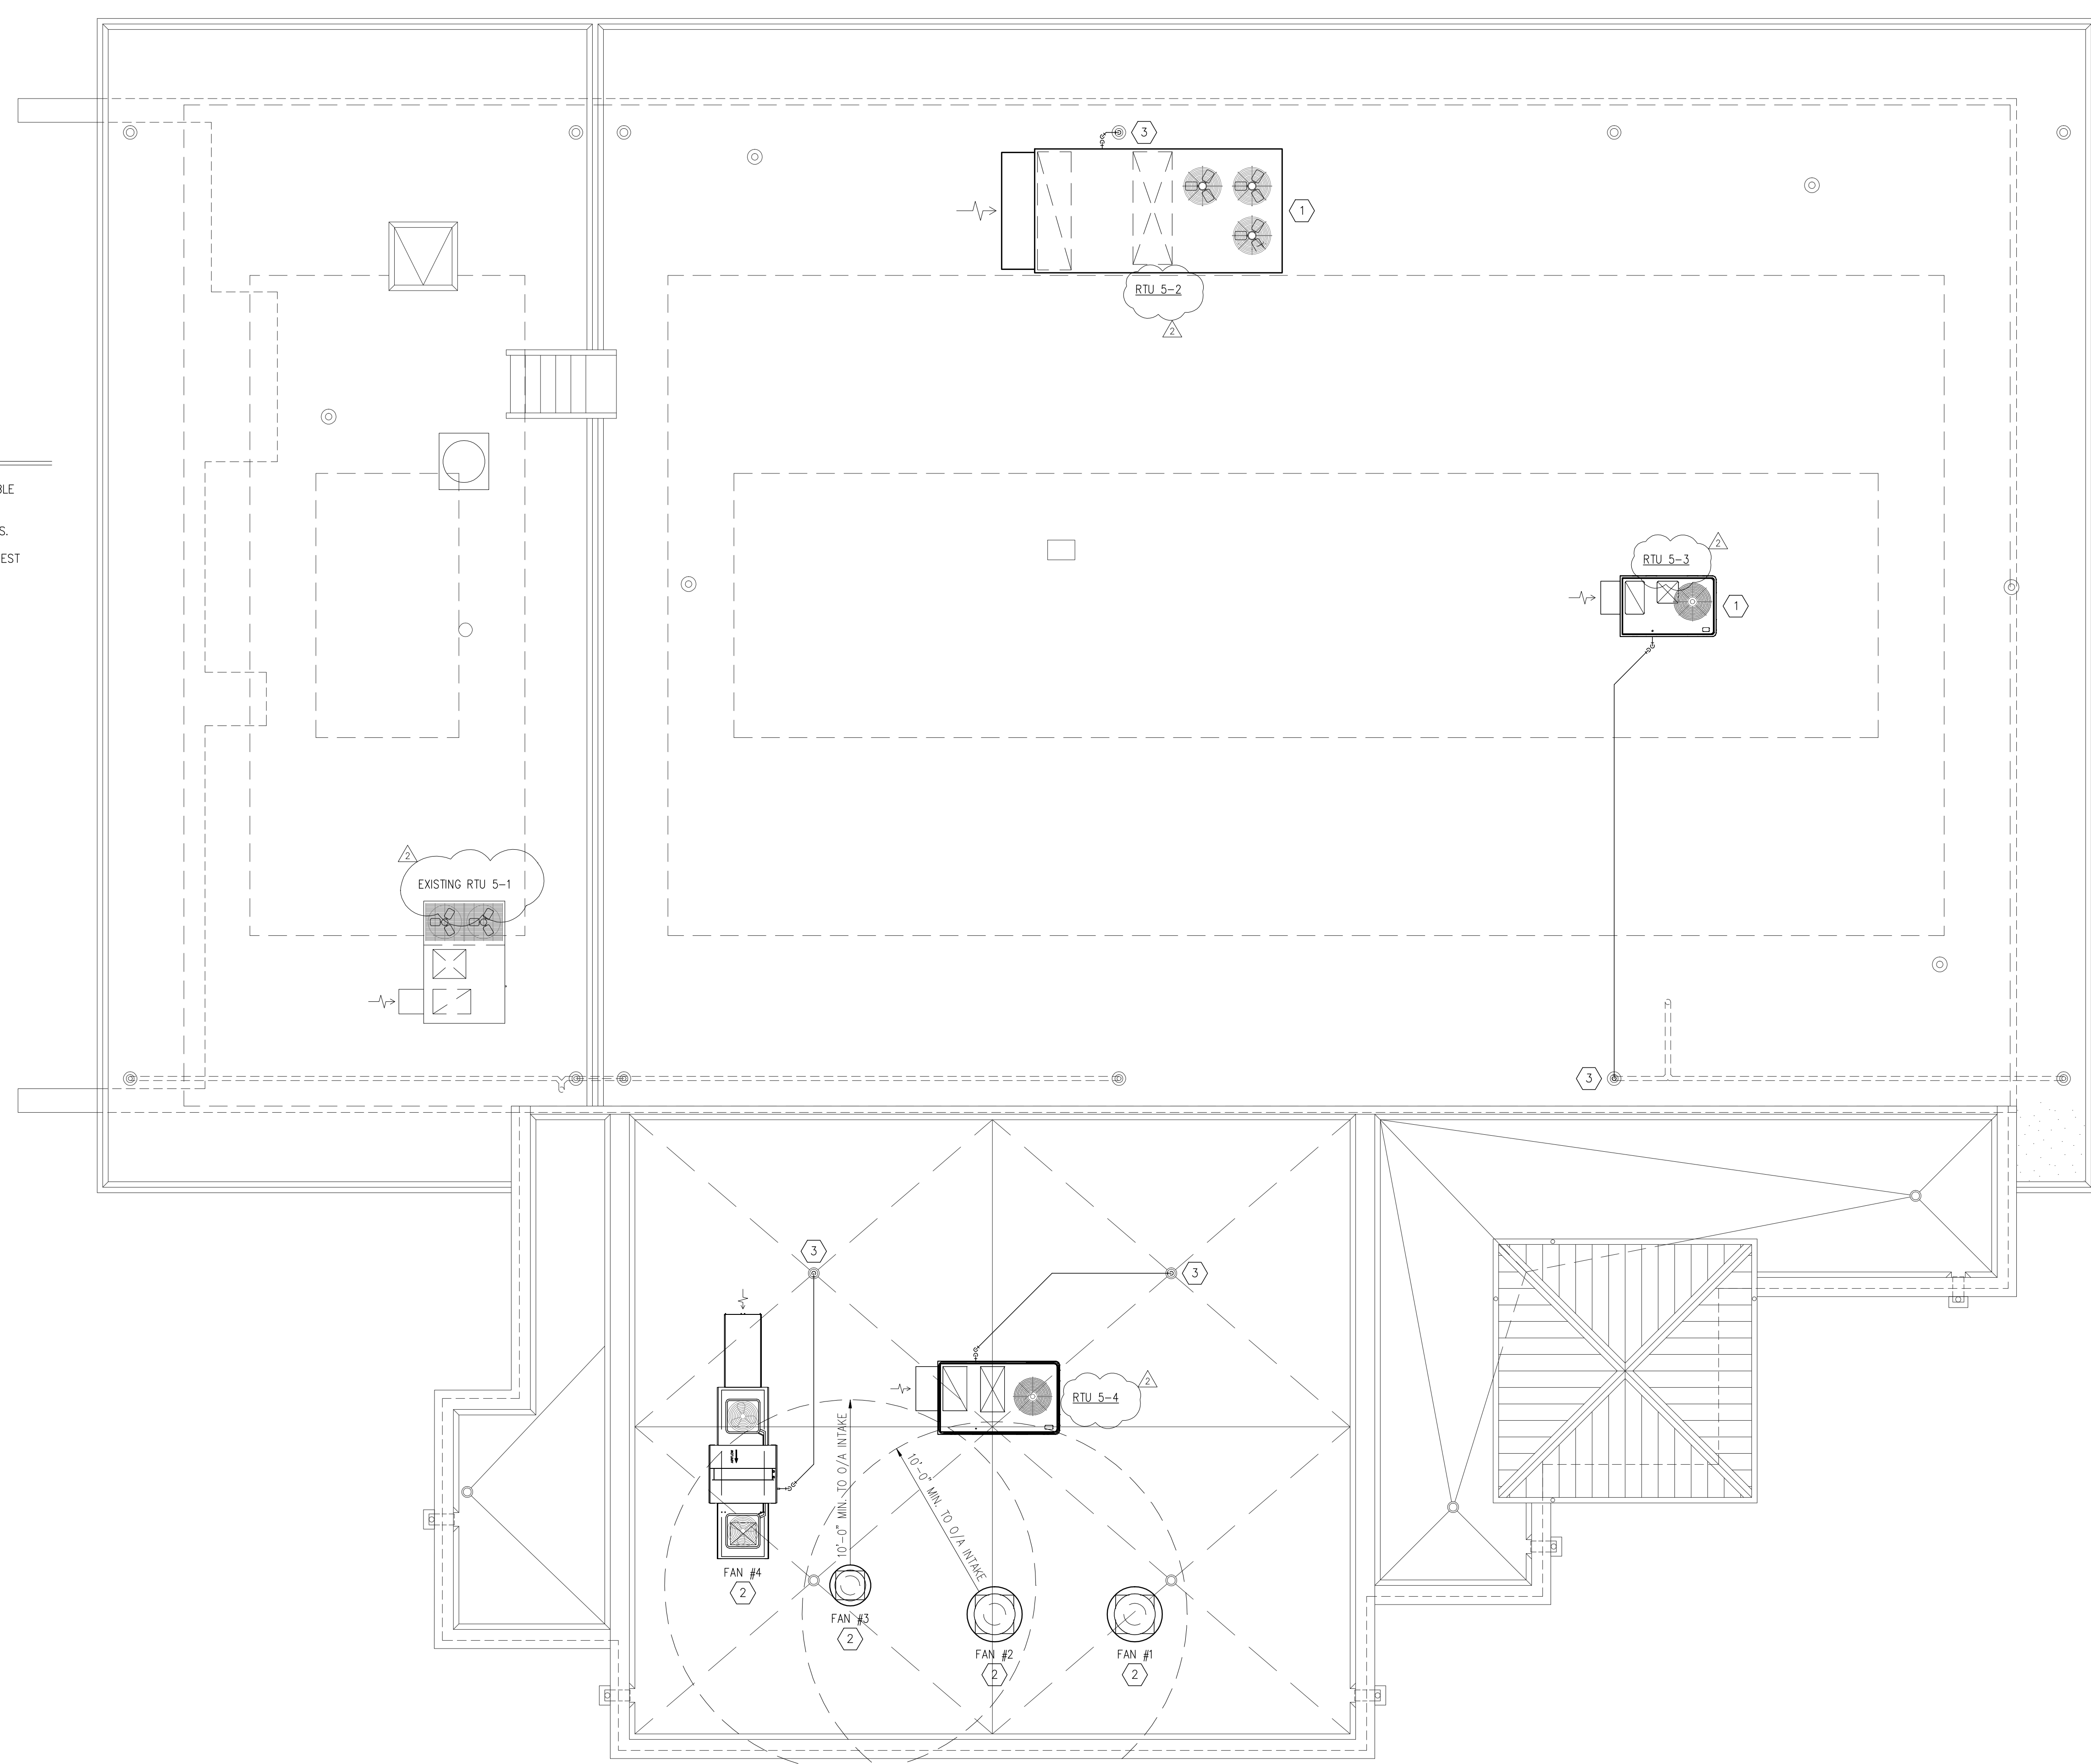 3
1
RTU 5-2
2
BLE
S.
EST
2
RTU 5-3
1
2
EXISTING RTU 5-1
3
3
3
2
RTU 5-4
10'-0" MIN. TO O/A INTAKE
10'-0" MIN. TO O/A INTAKE
FAN #4
2
FAN #3
2
FAN #2
2
FAN #1
2